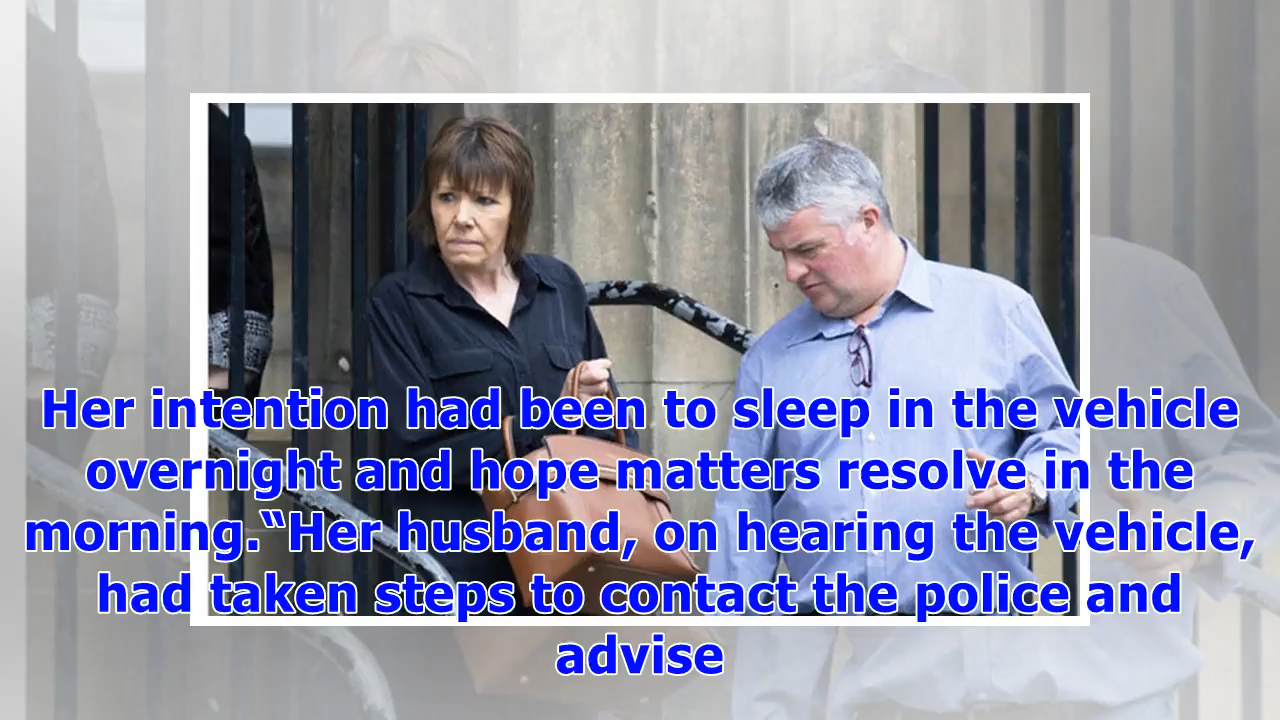 Her intention had been to sleep in the vehicle
overnight and hope matters resolve in the
morning.“Her husband, on hearing the vehicle,
had taken steps to contact the police and
advise